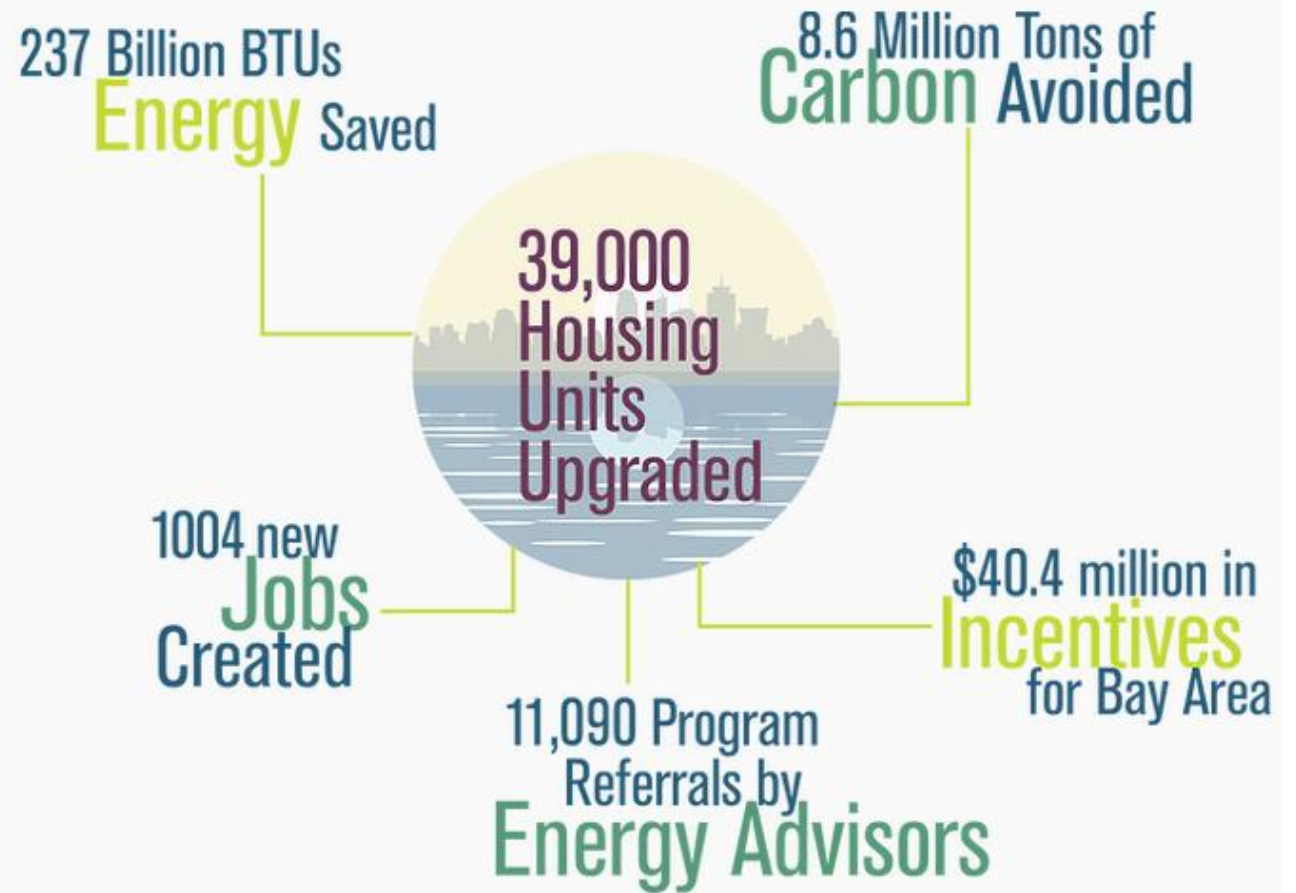 237 Billion BTUs
Energy Saved
8.6 Million Tons of
Carbon Avoided
39,000
Housing
Units
Upgraded
1004 new
Jobs
Created
$40.4 million in
Incentives
for Bay Area
11,090 Program
Referrals by
Energy Advisors